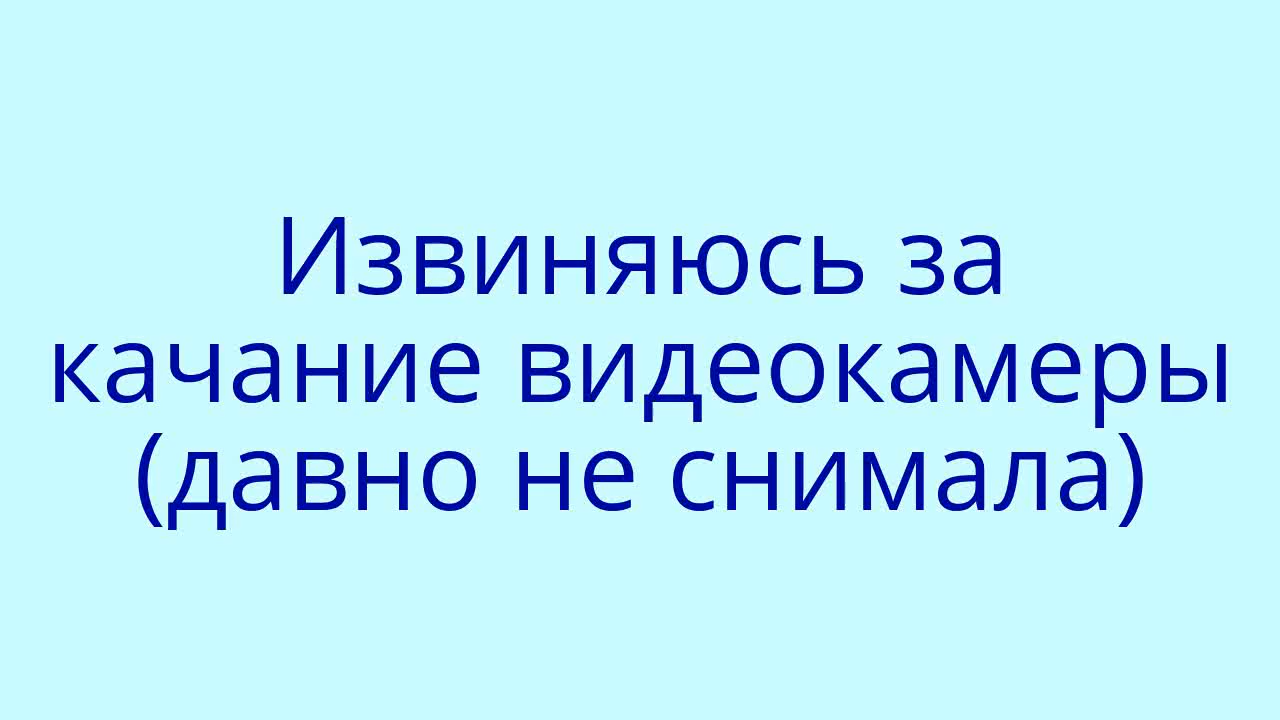 Извиняюсь за
качание видеокамеры
(давно не снимала)